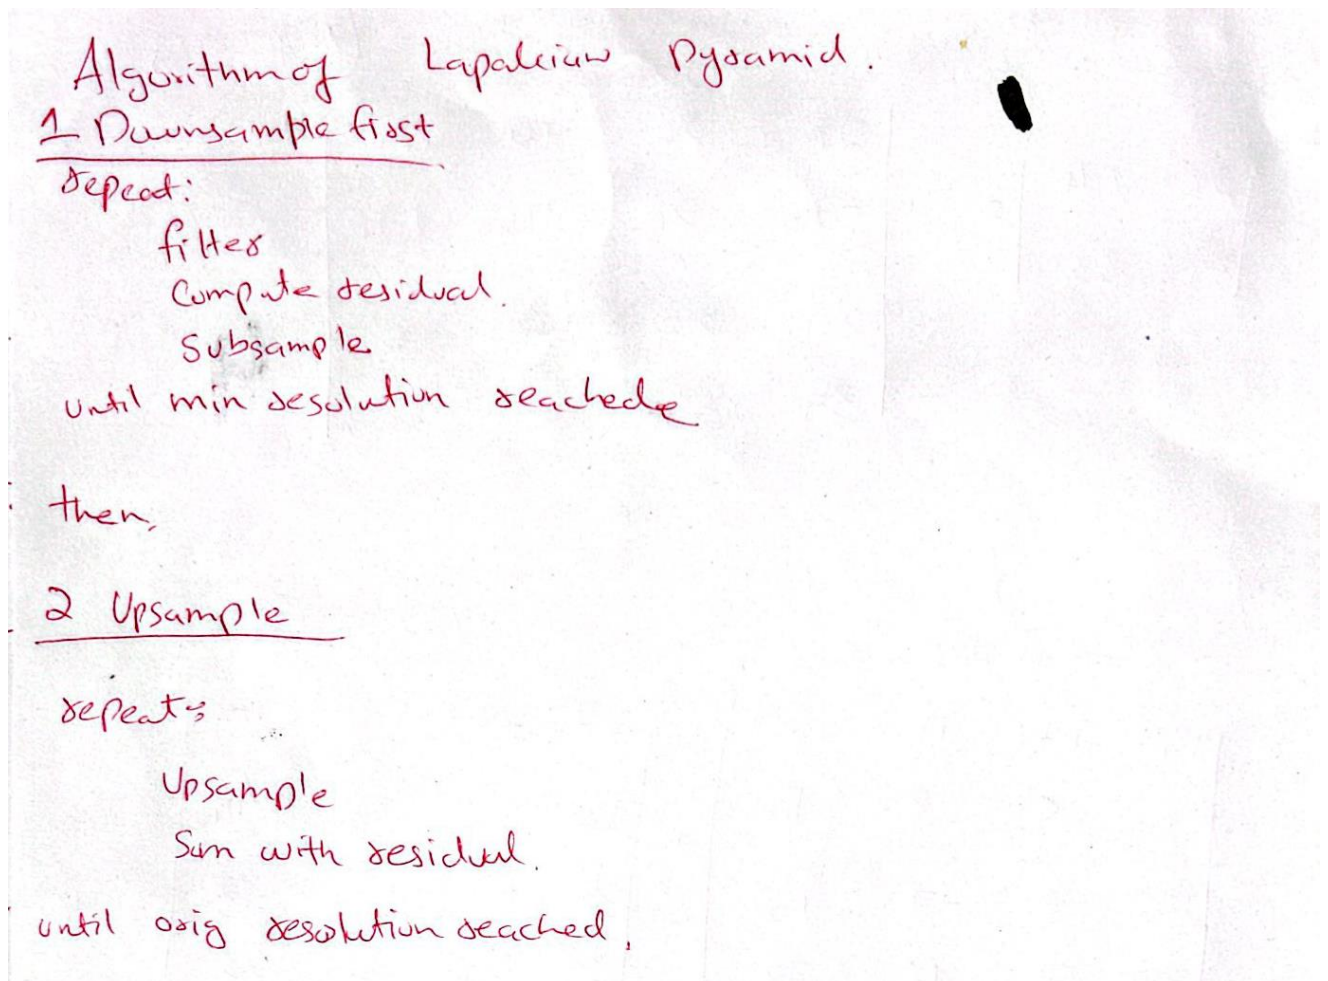 Algorithm of Lapalcian Pyramid.
1 Downsample first
repeat:
filter
Compute residual.
Subsample
until min resolution reached
then,
2 Upsample
repeat:
Upsample
Sum with residual.
until orig resolution reached.